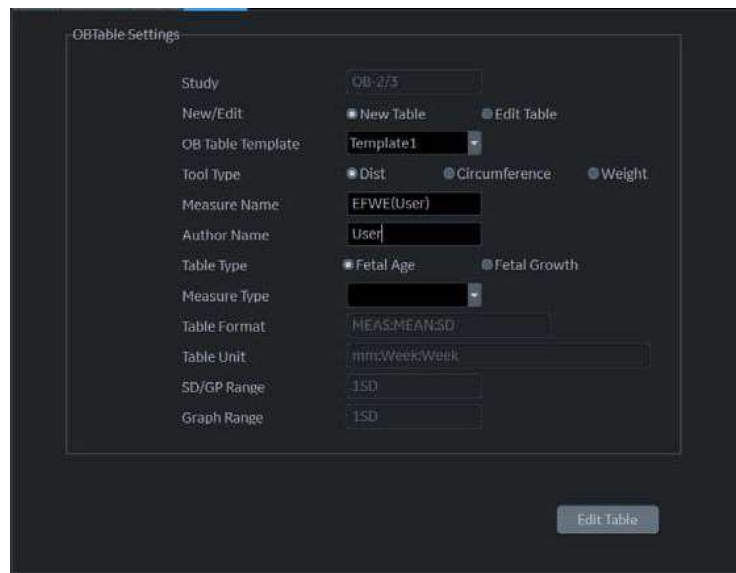 OBTable Settings
Study OB-2/3
New/Edit New Table Edit Table
OB Table Template Template1
Tool Type Dist Circumference Weight
Measure Name EFWE(User)
Author Name User
Table Type Fetal Age Fetal Growth
Measure Type
Table Format MEAS:MEAN:SD
Table Unit mm:Week:Week
SD/GP Range 1SD
Graph Range 1SD
Edit Table